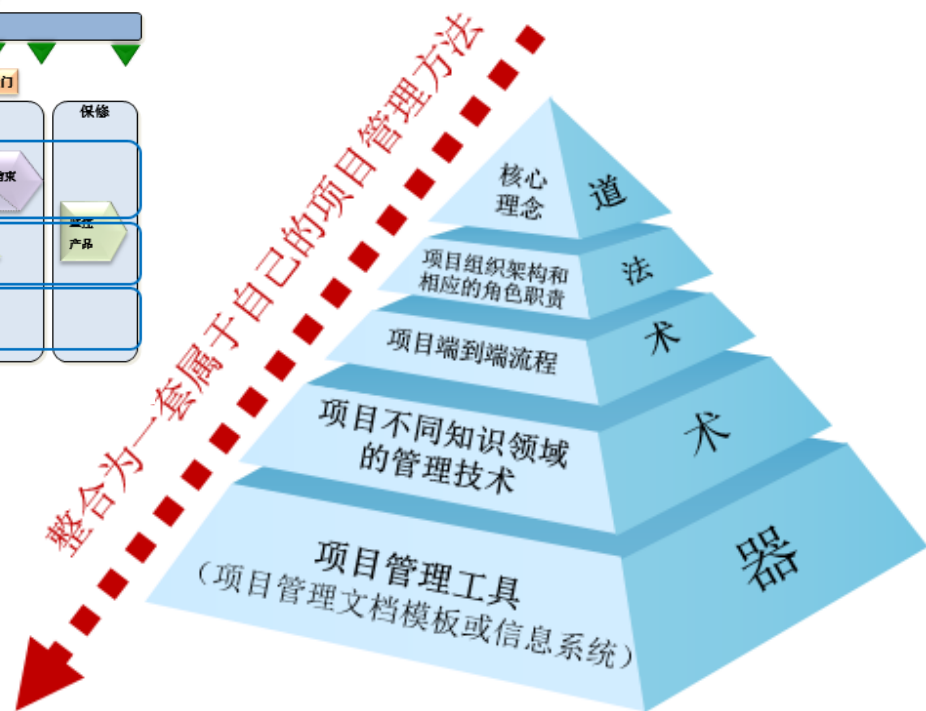 门
保修
束
产品
整合为一套属于自己的项目管理方法
核心
理念
道
项目组织架构和
相应的角色职责
法
项目端到端流程
术
项目不同知识领域
的管理技术
术
项目管理工具
（项目管理文档模板或信息系统）
器